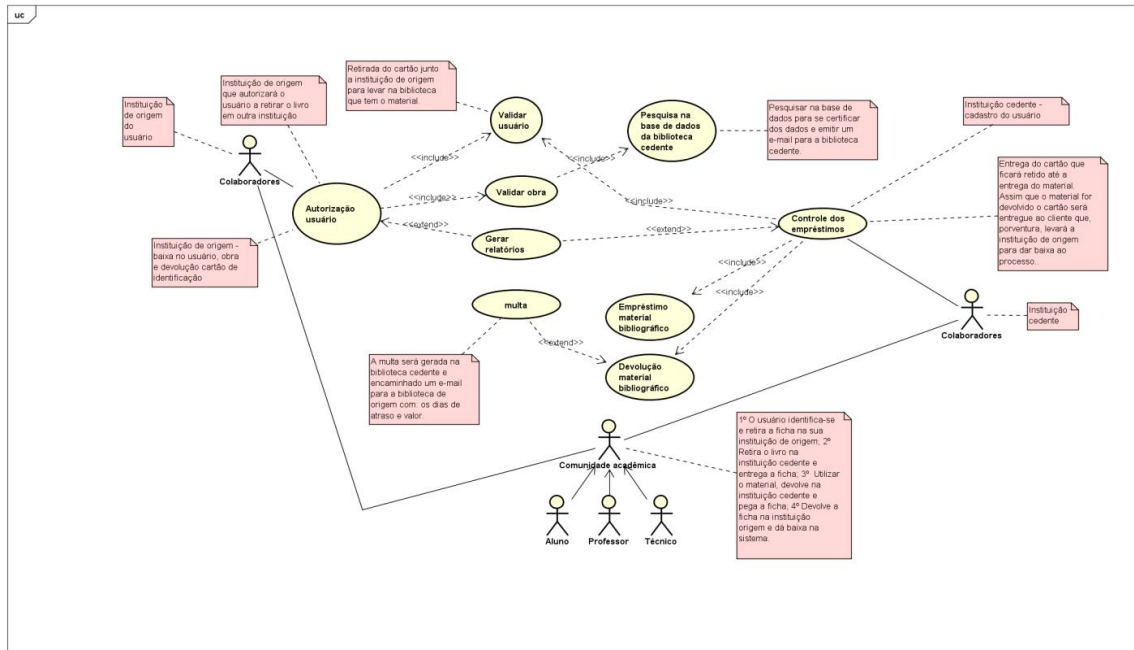 uc
Instituição
de origem
do
usuário
Instituição de origem
que autorizará o
usuário a retirar o livro
em outra instituição
Retirada do cartão junto
a instituição de origem
para levar na biblioteca
que tem o material.
Validar
usuário
Pesquisa na
base de dados
da biblioteca
cedente
Pesquisar na base de
dados para se certificar
dos dados e emitir um
e-mail para a biblioteca
cedente.
Instituição cedente -
cadastro do usuário
Colaboradores
<<include>>
<<include>>
Entrega do cartão que
ficará retido até a
entrega do material.
Assim que o material for
devolvido o cartão será
entregue ao cliente que,
porventura, levará a
instituição de origem
para dar baixa ao
processo..
Autorização
usuário
<<include>>
Validar obra
<<include>>
Controle dos
empréstimos
<<extend>>
Gerar
relatórios
<<extend>>
Instituição de origem -
baixa no usuário, obra
e devolução cartão de
identificação
<<include>>
<<include>>
multa
Empréstimo
material
bibliográfico
Colaboradores
Instituição
cedente
<<extend>>
A multa será gerada na
biblioteca cedente e
encaminhado um e-mail
para a biblioteca de
origem com: os dias de
atraso e valor.
Devolução
material
bibliográfico
Comunidade acadêmica
1º O usuário identifica-se
e retira a ficha na sua
instituição de origem; 2º
Retira o livro na
instituição cedente e
entrega a ficha; 3º  Utilizar
o material, devolve na
instituição cedente e
pega a ficha; 4º Devolve a
ficha na instituição
origem e dá baixa na
sistema.
Aluno
Professor
Técnico